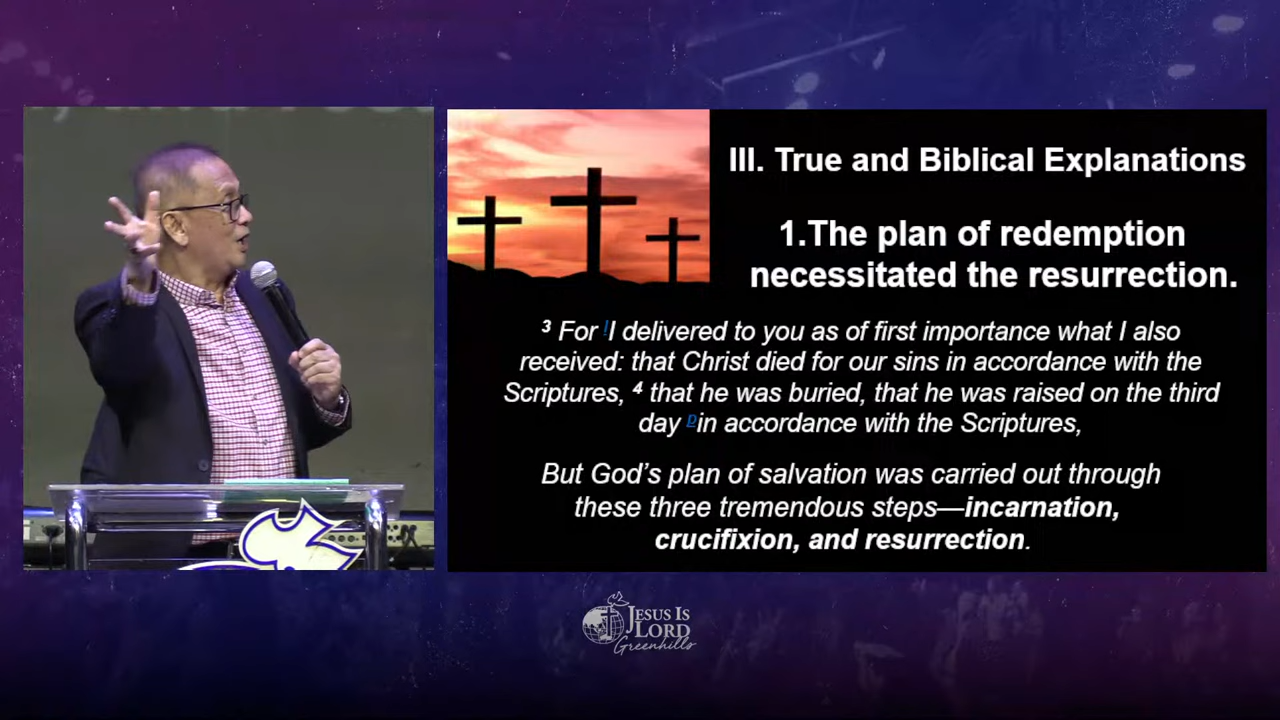 III. True and Biblical Explanations
1.The plan of redemption
necessitated the resurrection.
3 For lI delivered to you as of first importance what I also
received: that Christ died for our sins in accordance with the
Scriptures, 4 that he was buried, that he was raised on the third
day pin accordance with the Scriptures,
But God’s plan of salvation was carried out through
these three tremendous steps—incarnation,
crucifixion, and resurrection.
JESUS IS
LORD
Greenhills